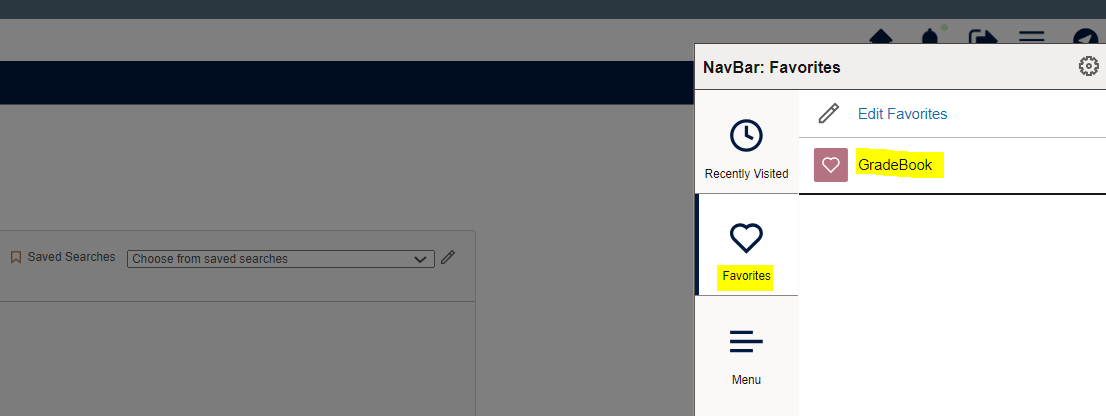 NavBar: Favorites
Edit Favorites
Recently Visited
GradeBook
Saved Searches
Choose from saved searches
Favorites
Menu